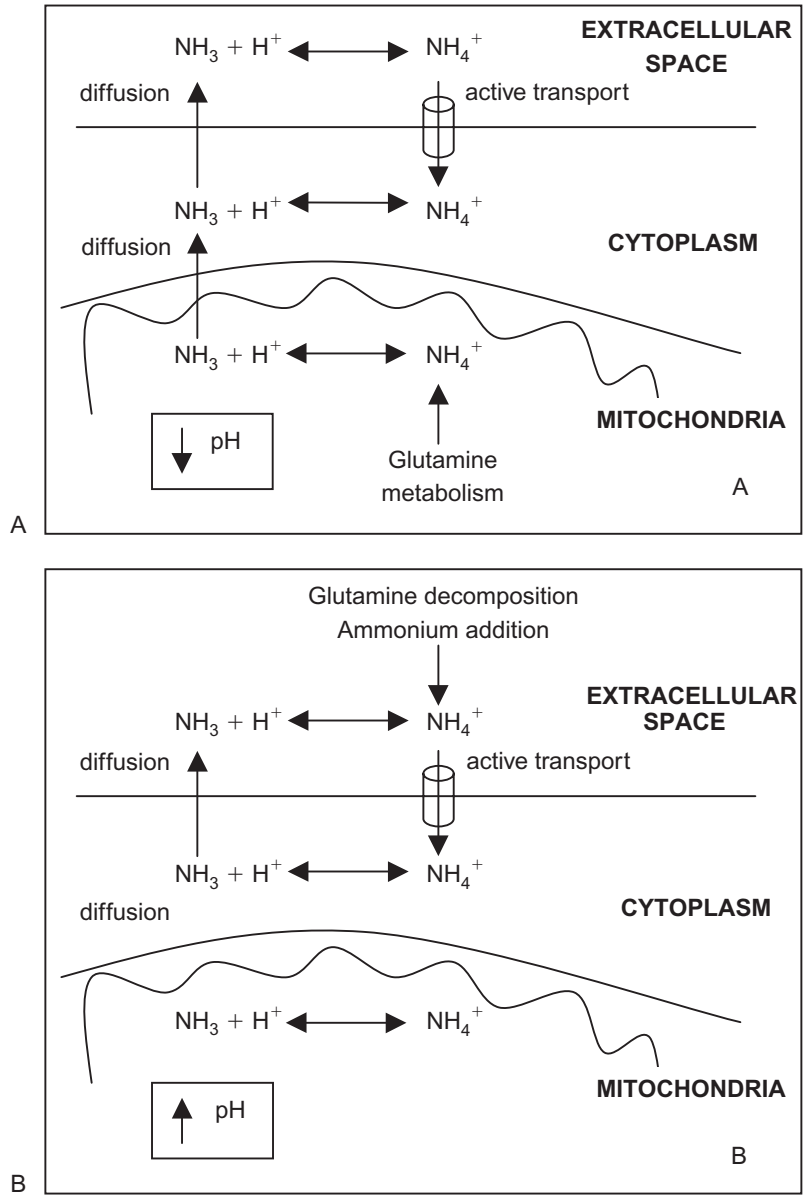 NH₃ + H⁺ NH₄⁺
EXTRACELLULAR
SPACE
diffusion
active transport
NH₃ + H⁺ NH₄⁺
diffusion
CYTOPLASM
NH₃ + H⁺ NH₄⁺
MITOCHONDRIA
pH
Glutamine
metabolism
A
A
Glutamine decomposition
Ammonium addition
NH₃ + H⁺ NH₄⁺
EXTRACELLULAR
SPACE
diffusion
active transport
NH₃ + H⁺ NH₄⁺
diffusion
CYTOPLASM
NH₃ + H⁺ NH₄⁺
MITOCHONDRIA
pH
B
B